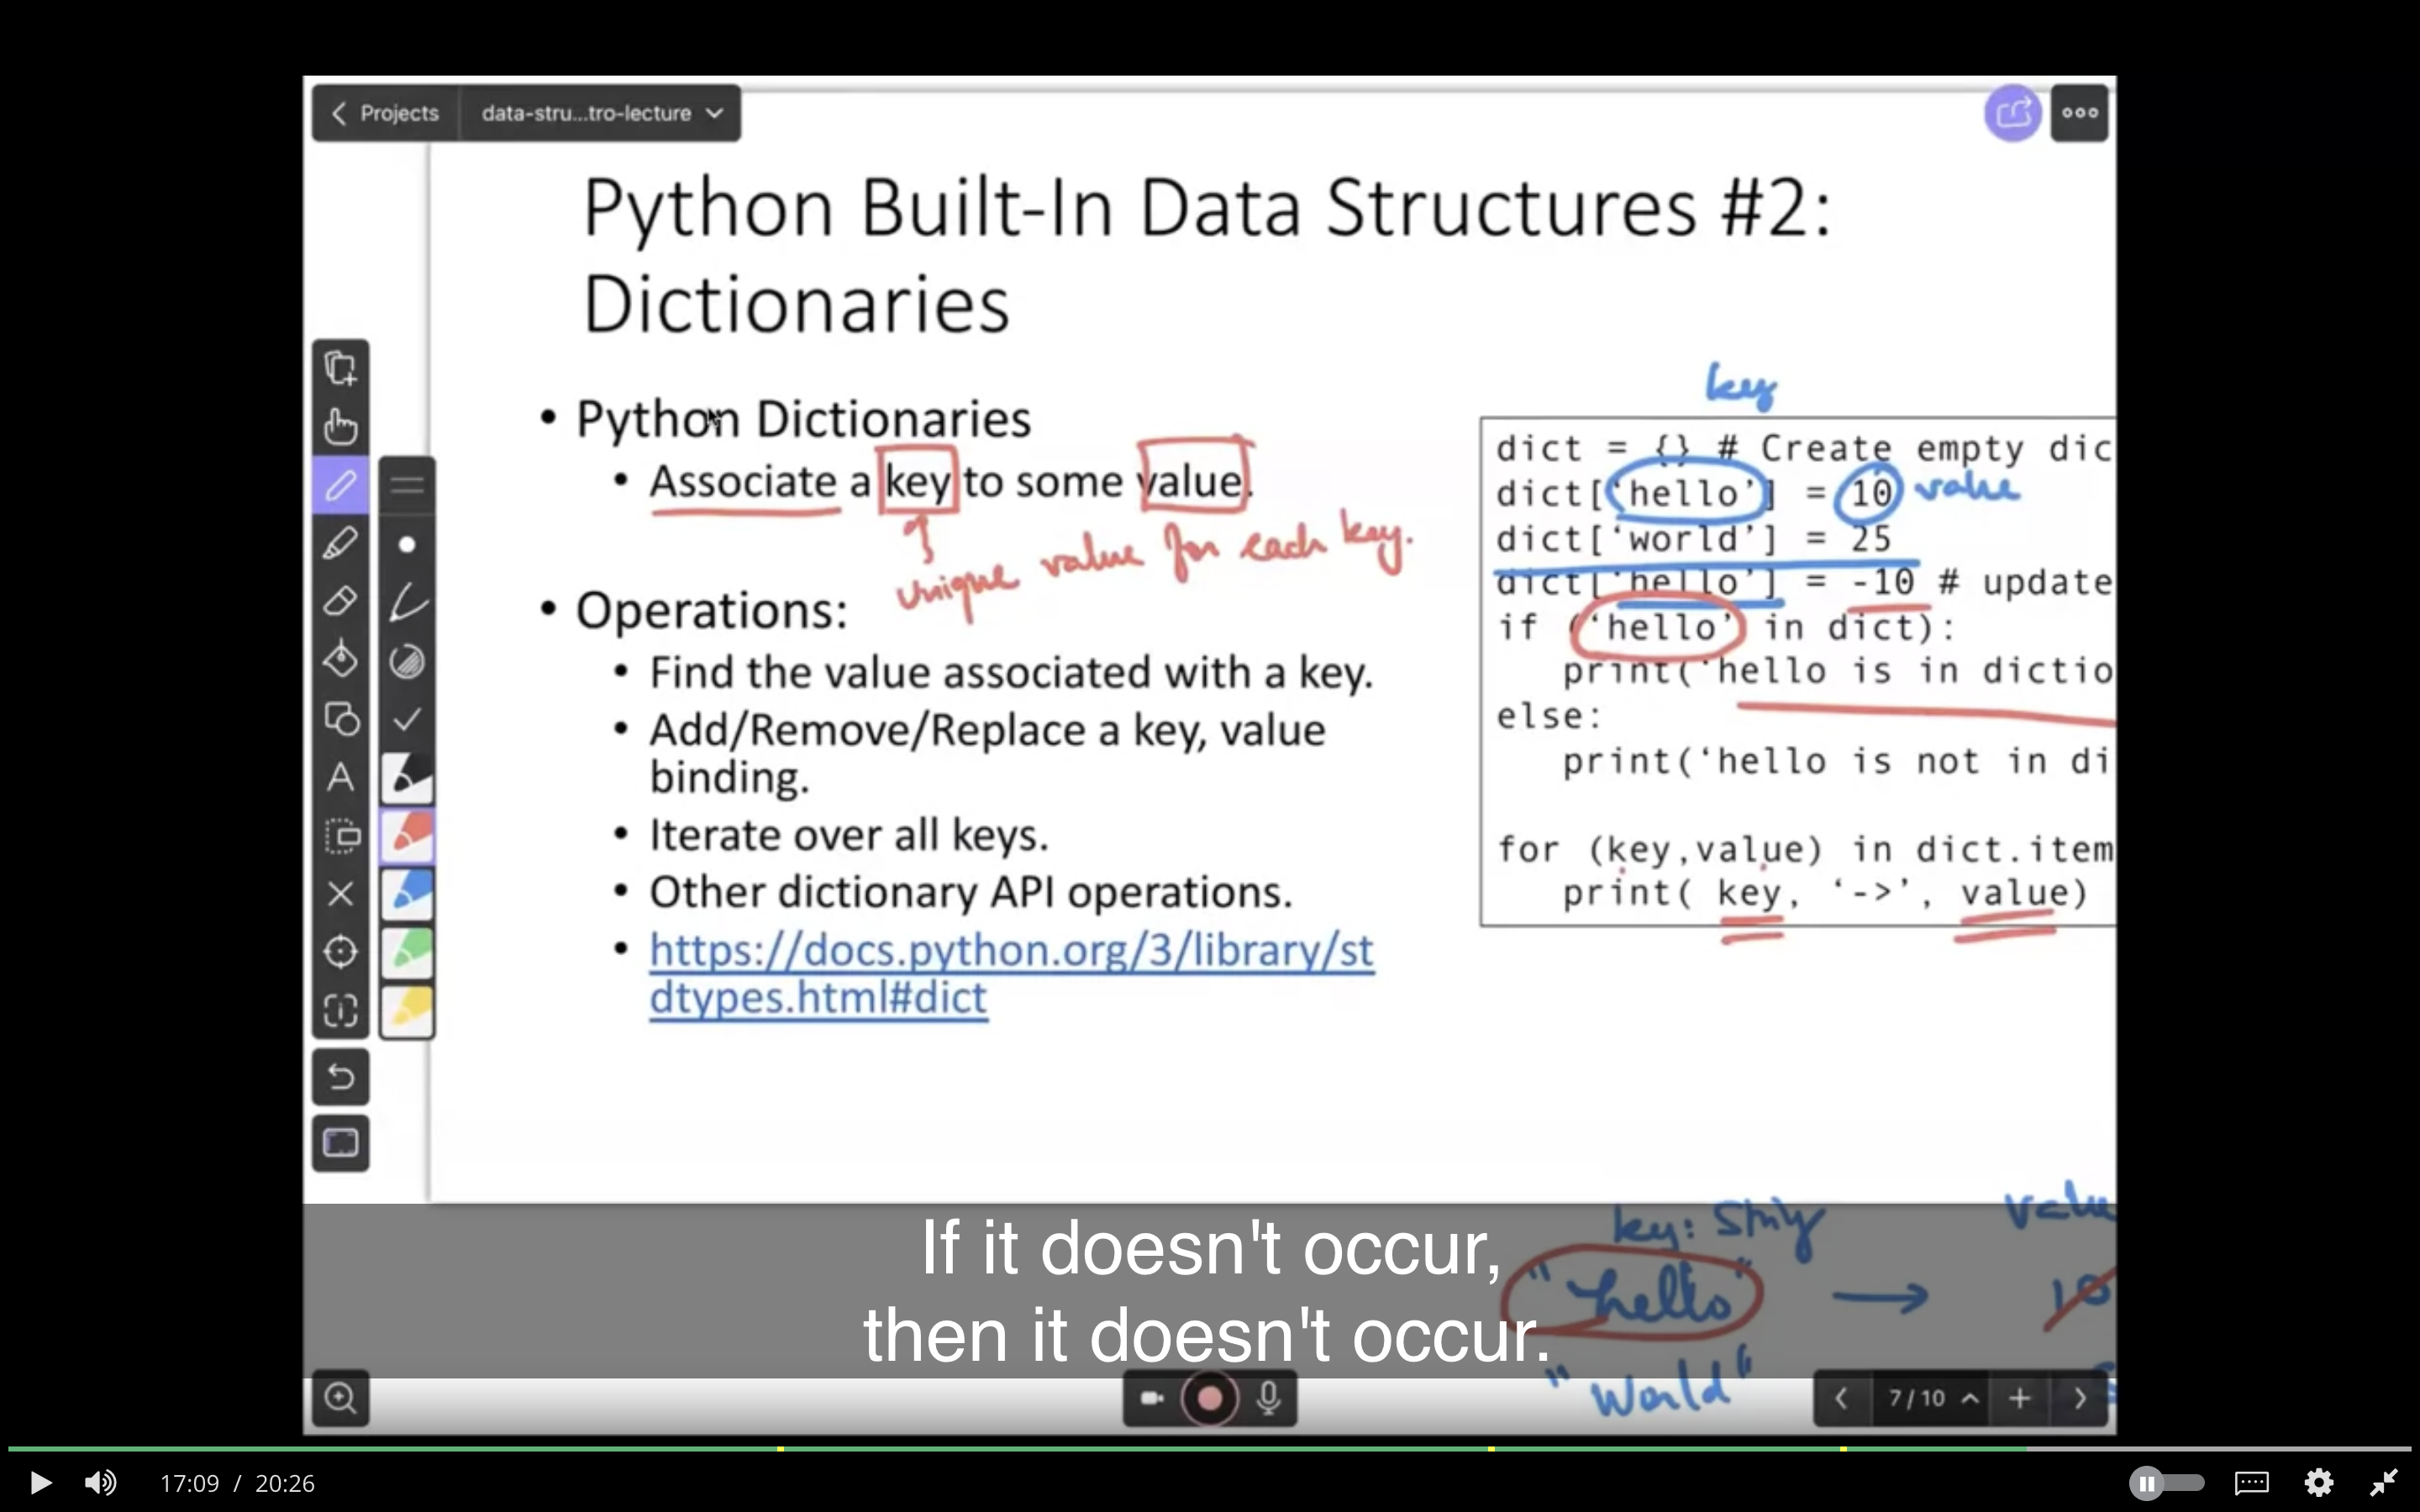 Projects
data-stru...tro-lecture
Python Built-In Data Structures #2:
Dictionaries
• Python Dictionaries
• Associate a key to some value.
unique value for each key.
• Operations:
• Find the value associated with a key.
• Add/Remove/Replace a key, value
binding.
• Iterate over all keys.
• Other dictionary API operations.
• https://docs.python.org/3/library/st
dtypes.html#dict
key
dict = {} # Create empty dic
dict[‘hello’] = 10 value
dict[‘world’] = 25
dict[‘hello’] = -10 # update
if (‘hello’ in dict):
print(‘hello is in dictio
else:
print(‘hello is not in di
for (key,value) in dict.item
print( key, ‘->’, value)
key: String
valu
"hello" → 10
"World"
If it doesn't occur,
then it doesn't occur.
7 / 10
17:09 / 20:26